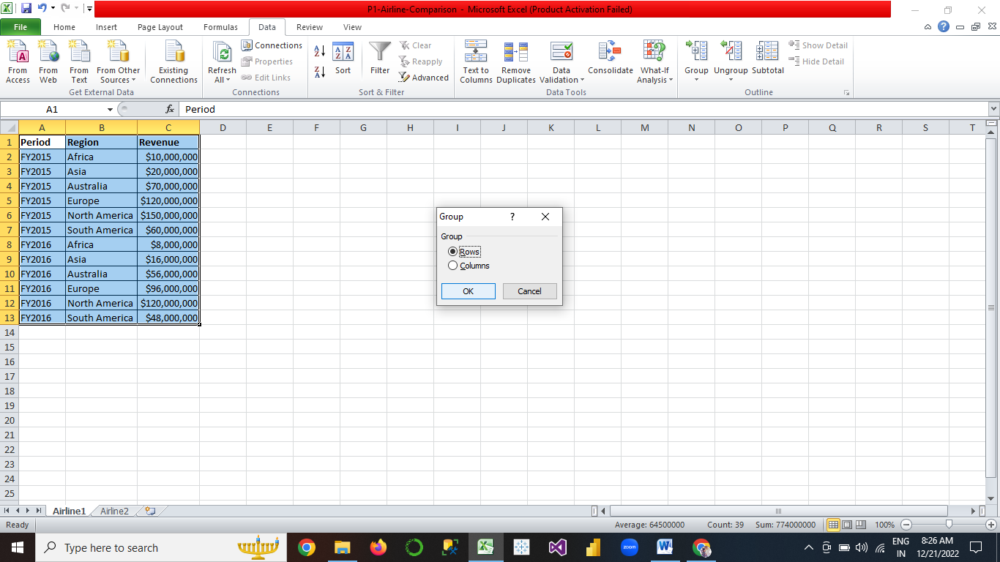 P1-Airline-Comparison - Microsoft Excel (Product Activation Failed)
File Home Insert Page Layout Formulas Data Review View
From Access
From Web
From Text
From Other Sources
Existing Connections
Refresh All
Connections
Properties
Edit Links
Sort
Filter
Clear
Reapply
Advanced
Text to Columns
Remove Duplicates
Data Validation
Consolidate
What-If Analysis
Group
Ungroup
Subtotal
Show Detail
Hide Detail
Get External Data Connections Sort & Filter Data Tools Outline
A1 fx Period
A B C D E F G H I J K L M N O P Q R S T
1 Period Region Revenue
2 FY2015 Africa $10,000,000
3 FY2015 Asia $20,000,000
4 FY2015 Australia $70,000,000
5 FY2015 Europe $120,000,000
6 FY2015 North America $150,000,000
7 FY2015 South America $60,000,000
8 FY2016 Africa $8,000,000
9 FY2016 Asia $16,000,000
10 FY2016 Australia $56,000,000
11 FY2016 Europe $96,000,000
12 FY2016 North America $120,000,000
13 FY2016 South America $48,000,000
14
15
16
17
18
19
20
21
22
23
24
25
Group ?
Group
Rows
Columns
OK Cancel
Airline1 Airline2
Ready Average: 64500000 Count: 39 Sum: 774000000 100%
Type here to search
zoom
ENG
IN
8:26 AM
12/21/2022